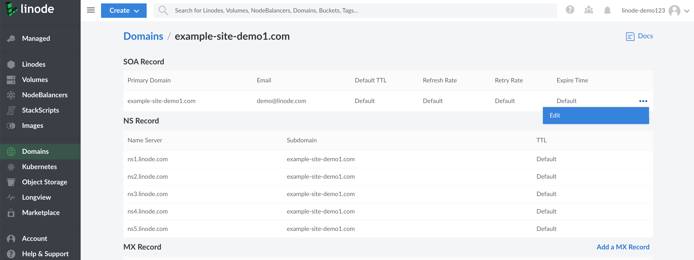 linode
Create
Search for Linodes, Volumes, NodeBalancers, Domains, Buckets, Tags...
linode-demo123
Managed
Linodes
Volumes
NodeBalancers
StackScripts
Images
Domains
Kubernetes
Object Storage
Longview
Marketplace
Account
Help & Support
Domains / example-site-demo1.com
Docs
SOA Record
Primary Domain Email Default TTL Refresh Rate Retry Rate Expire Time
example-site-demo1.com demo@linode.com Default Default Default Default
Edit
NS Record
Name Server Subdomain TTL
ns1.linode.com example-site-demo1.com Default
ns2.linode.com example-site-demo1.com Default
ns3.linode.com example-site-demo1.com Default
ns4.linode.com example-site-demo1.com Default
ns5.linode.com example-site-demo1.com Default
MX Record Add a MX Record